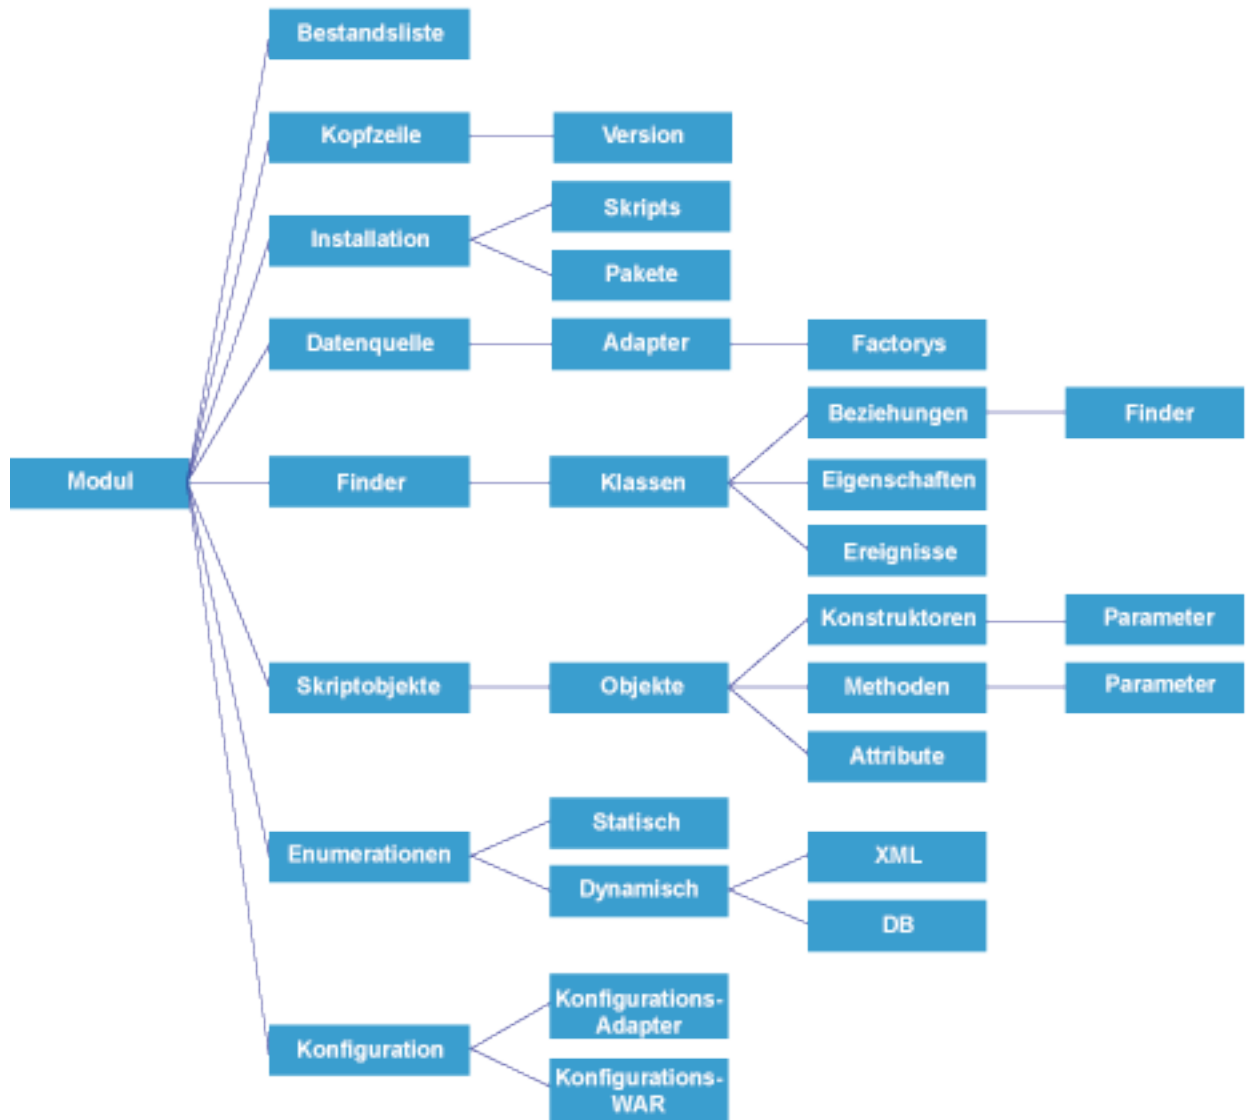 Bestandsliste
Kopfzeile
Version
Skripts
Installation
Pakete
Datenquelle
Adapter
Factorys
Beziehungen
Finder
Modul
Finder
Klassen
Eigenschaften
Ereignisse
Konstruktoren
Parameter
Skriptobjekte
Objekte
Methoden
Parameter
Attribute
Statisch
Enumerationen
XML
Dynamisch
DB
Konfigurations-
Adapter
Konfiguration
Konfigurations-
WAR